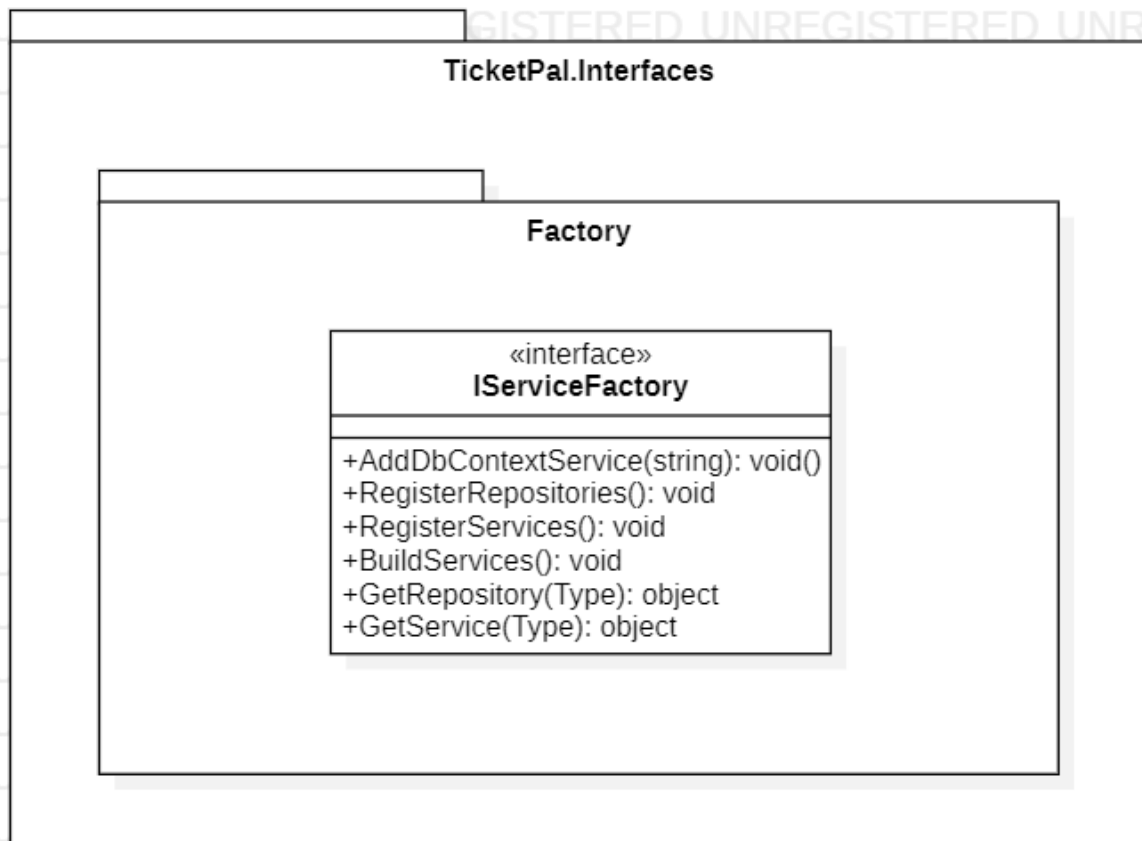 GISTERED UNREGISTERED UNR
TicketPal.Interfaces
Factory
«interface»
IServiceFactory
+AddDbContextService(string): void()
+RegisterRepositories(): void
+RegisterServices(): void
+BuildServices(): void
+GetRepository(Type): object
+GetService(Type): object